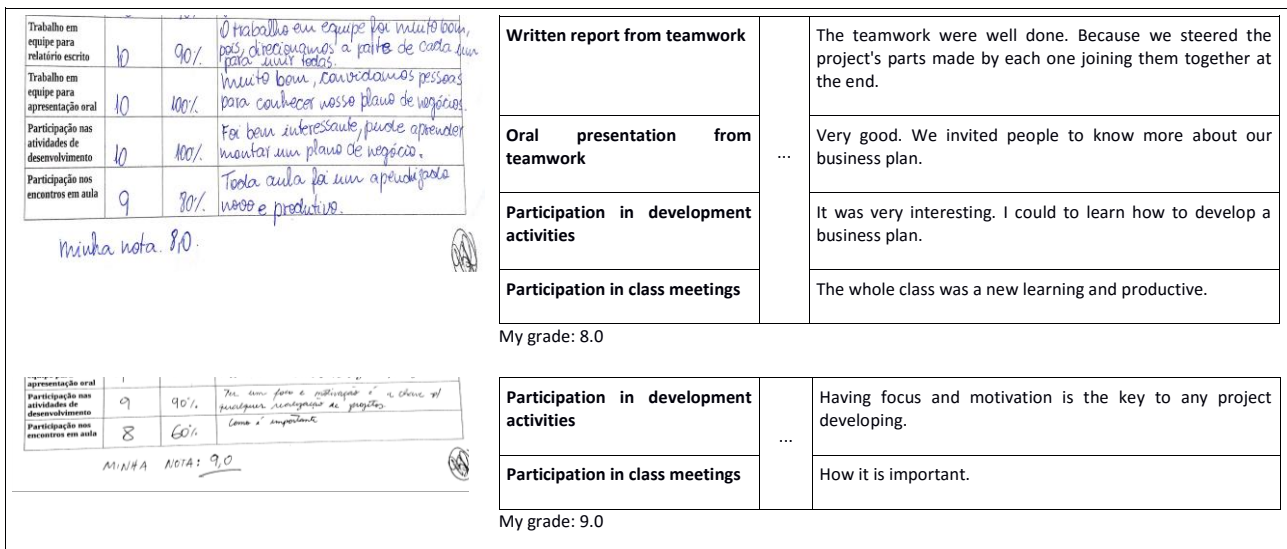 Trabalho em
equipe para
relatório escrito
10
90%
O trabalho em equipe foi muito bom,
pois, direcionamos a parte de cada um
para unir todas.
Trabalho em
equipe para
apresentação oral
10
100%
muito bom, convidamos pessoas
para conhecer nosso plano de negócios.
Participação nas
atividades de
desenvolvimento
10
100%
Foi bem interessante, pude aprender
montar um plano de negócio.
Participação nos
encontros em aula
9
80%
Toda aula foi um apendizado
novo e produtivo.
Minha nota. 8,0.
Written report from teamwork
...
The teamwork were well done. Because we steered the
project's parts made by each one joining them together at
the end.
Oral presentation from
teamwork
Very good. We invited people to know more about our
business plan.
Participation in development
activities
It was very interesting. I could to learn how to develop a
business plan.
Participation in class meetings
The whole class was a new learning and productive.
My grade: 8.0
apresentação oral
Participação nas
atividades de
desenvolvimento
9
90%
Ter um foco e motivação é a chave p/
qualquer realização de projetos.
Participação nos
encontros em aula
8
60%
Como é importante
MINHA NOTA: 9,0
Participation in development
activities
...
Having focus and motivation is the key to any project
developing.
Participation in class meetings
How it is important.
My grade: 9.0